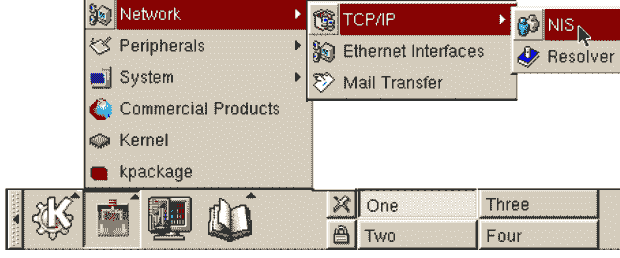 Network
TCP/IP
NIS
Peripherals
Ethernet Interfaces
Resolver
System
Mail Transfer
Commercial Products
Kernel
kpackage
One
Three
Two
Four